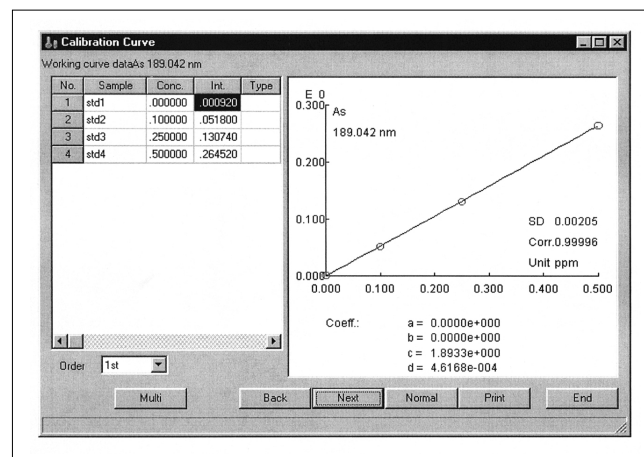 Calibration Curve
Working curve dataAs 189.042 nm
No. Sample Conc. Int. Type
1 std1 .000000 .000920
2 std2 .100000 .051800
3 std3 .250000 .130740
4 std4 .500000 .264520
Order 1st
E 0
0.300
As
189.042 nm
0.200
0.100
0.000
0.000 0.100 0.200 0.300 0.400 0.500
SD 0.00205
Corr.0.99996
Unit ppm
Coeff.: a = 0.0000e+000
b = 0.0000e+000
c = 1.8933e+000
d = 4.6168e-004
Multi Back Next Normal Print End